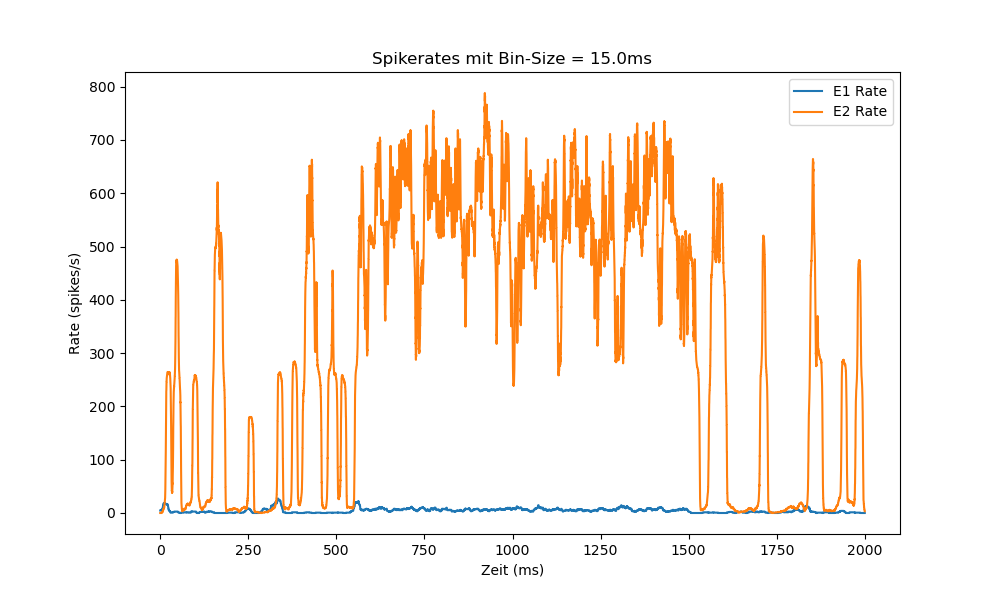 Spikerates mit Bin-Size = 15.0ms
E1 Rate
E2 Rate
800
700
600
500
400
300
200
100
0
Rate (spikes/s)
0 250 500 750 1000 1250 1500 1750 2000
Zeit (ms)